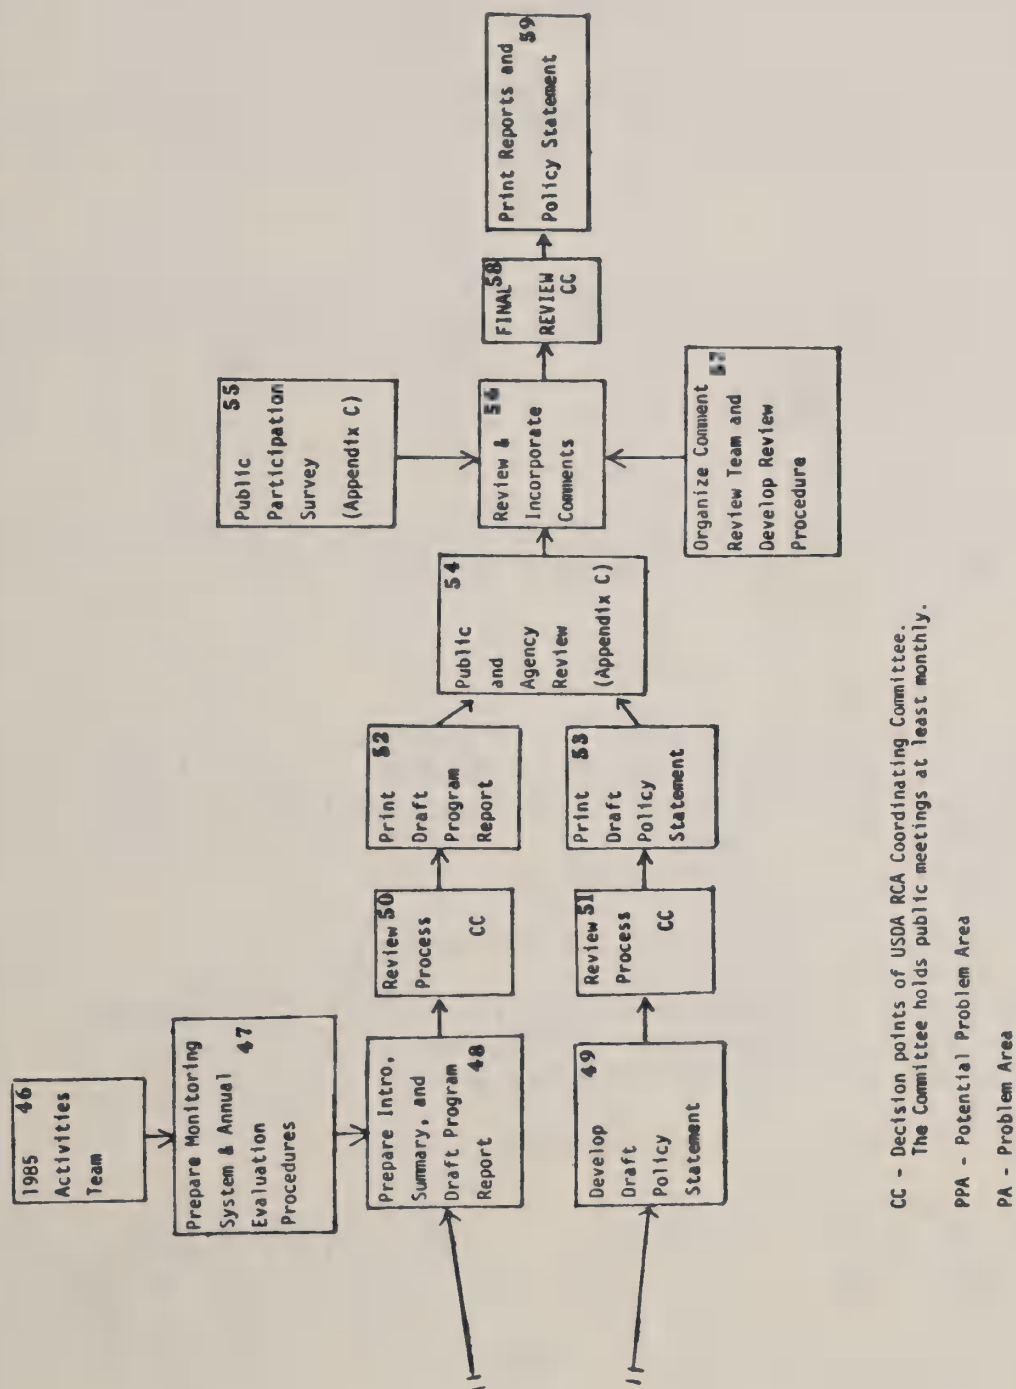 1985 46
Activities
Team
Prepare Monitoring
System & Annual 47
Evaluation
Procedures
Prepare Intro,
Summary, and
Draft Program 48
Report
Develop 49
Draft
Policy
Statement
Review 50
Process
CC
Review 51
Process
CC
Print 52
Draft
Program
Report
Print 53
Draft
Policy
Statement
Public 54
and
Agency
Review
(Appendix C)
Public 55
Participation
Survey
(Appendix C)
Review & 56
Incorporate
Comments
Organize Comment 57
Review Team and
Develop Review
Procedure
FINAL 58
REVIEW
CC
Print Reports and 59
Policy Statement
CC - Decision points of USDA RCA Coordinating Committee.
The Committee holds public meetings at least monthly.
PPA - Potential Problem Area
PA - Problem Area